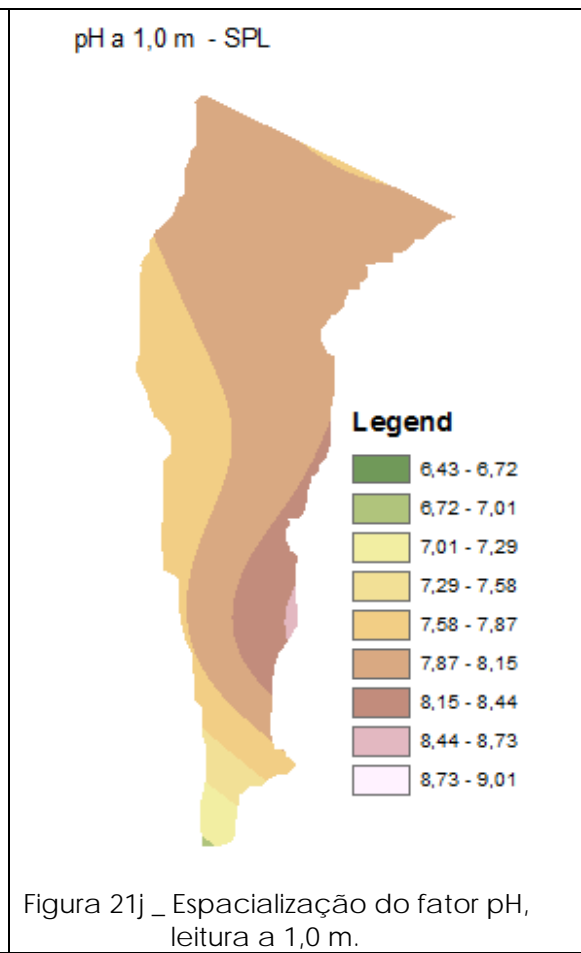 pH a 1,0 m - SPL
Legend
6,43 - 6,72
6,72 - 7,01
7,01 - 7,29
7,29 - 7,58
7,58 - 7,87
7,87 - 8,15
8,15 - 8,44
8,44 - 8,73
8,73 - 9,01
Figura 21j _ Espacialização do fator pH,
leitura a 1,0 m.